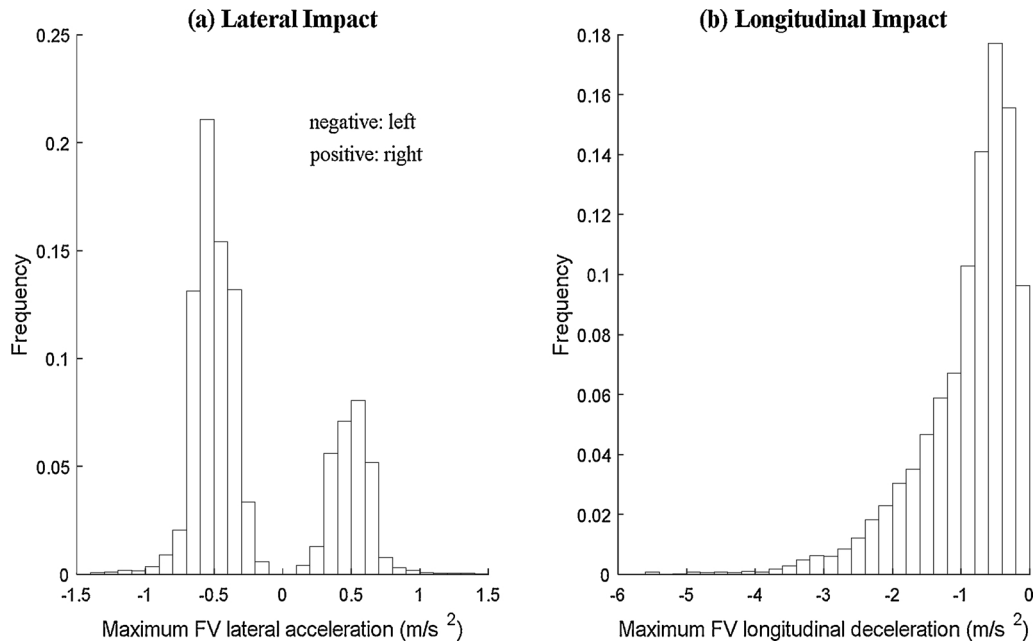 (a) Lateral Impact
0.25
0.2
0.15
0.1
0.05
0
Frequency
negative: left
positive: right
-1.5 -1 -0.5 0 0.5 1 1.5
Maximum FV lateral acceleration (m/s 2)
(b) Longitudinal Impact
0.18
0.16
0.14
0.12
0.1
0.08
0.06
0.04
0.02
0
Frequency
-6 -5 -4 -3 -2 -1 0
Maximum FV longitudinal deceleration (m/s 2)